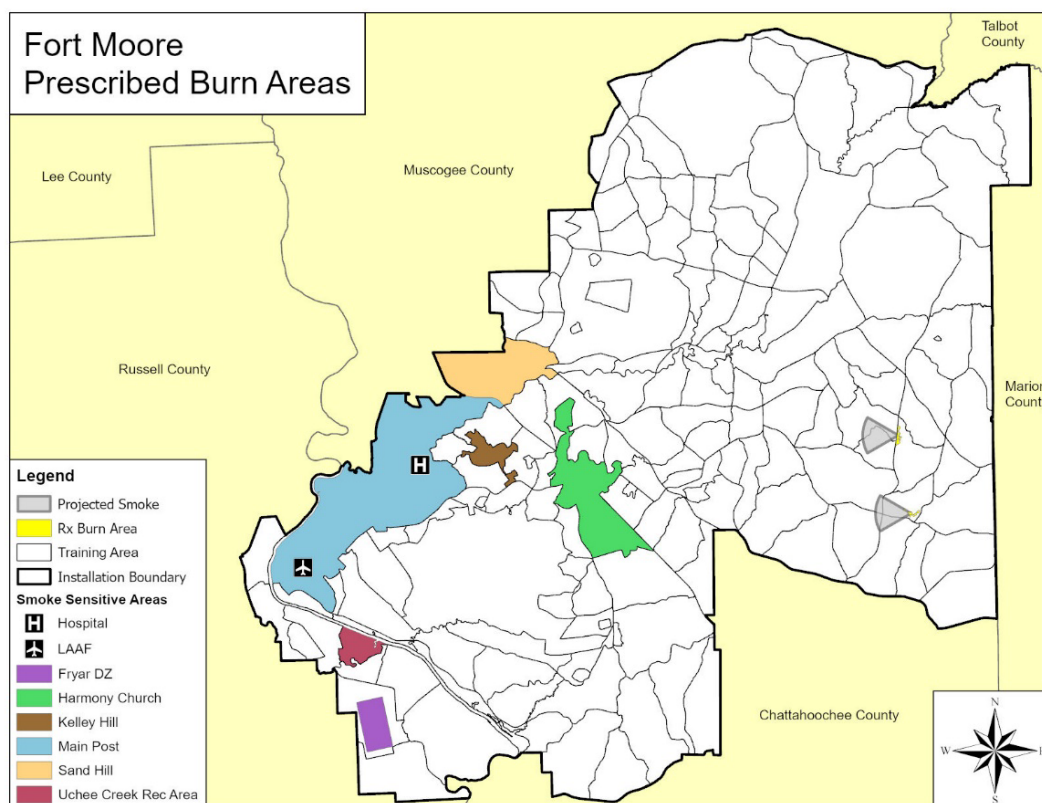 Fort Moore
Prescribed Burn Areas
Talbot
County
Lee County
Muscogee County
Russell County
Marion
County
Chattahoochee County
Legend
Projected Smoke
Rx Burn Area
Training Area
Installation Boundary
Smoke Sensitive Areas
H Hospital
LAAF
Fryar DZ
Harmony Church
Kelley Hill
Main Post
Sand Hill
Uchee Creek Rec Area
H
N
W E
S